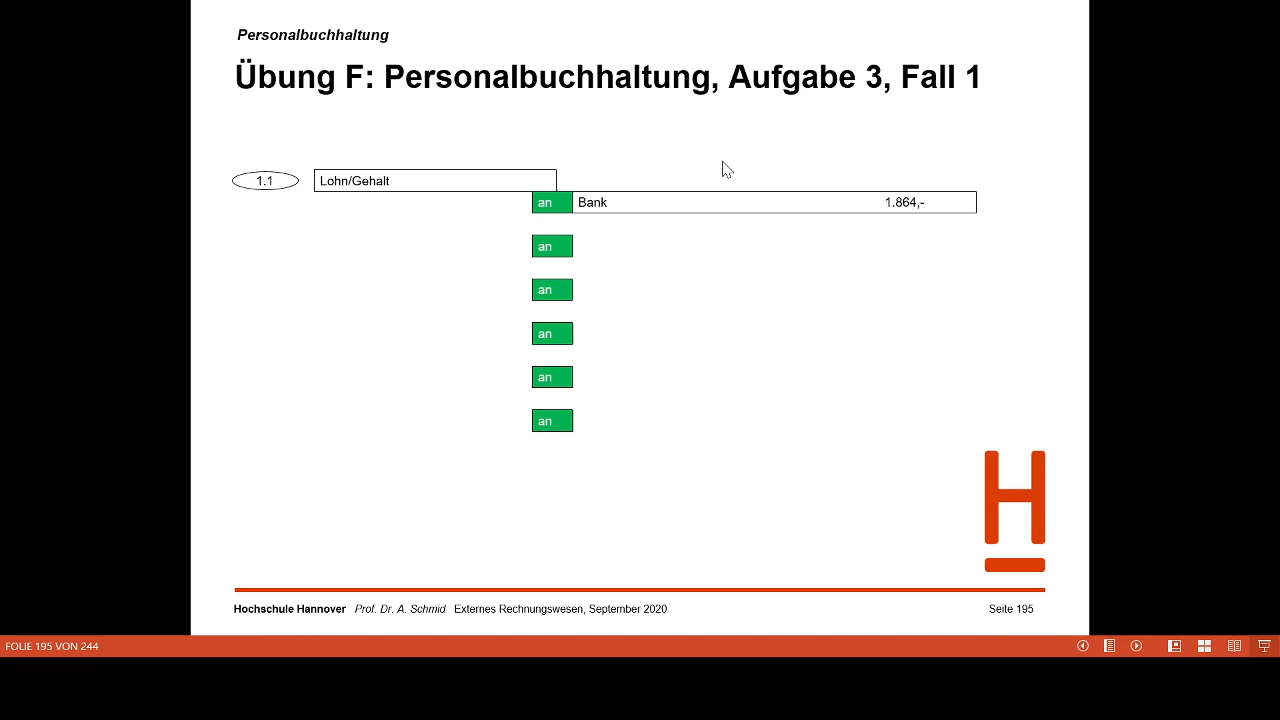 Personalbuchhaltung
Übung F: Personalbuchhaltung, Aufgabe 3, Fall 1
1.1 Lohn/Gehalt
an Bank 1.864,-
an
an
an
an
an
H
Hochschule Hannover Prof. Dr. A. Schmid Externes Rechnungswesen, September 2020 Seite 195
FOLIE 195 VON 244